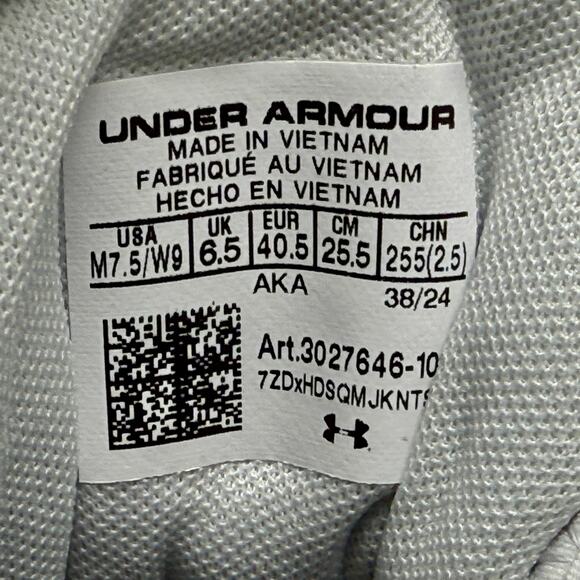 UNDER ARMOUR
MADE IN VIETNAM
FABRIQUÉ AU VIETNAM
HECHO EN VIETNAM
USA UK EUR CM CHN
M7.5/W9 6.5 40.5 25.5 255(2.5)
AKA 38/24
Art.3027646-10
7ZDxHDSQMJKNTS